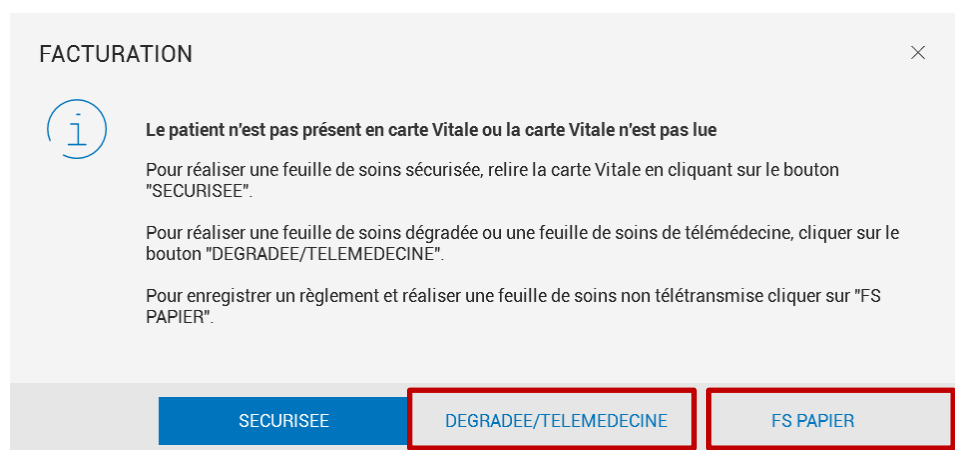 FACTURATION
Le patient n'est pas présent en carte Vitale ou la carte Vitale n'est pas lue
Pour réaliser une feuille de soins sécurisée, relire la carte Vitale en cliquant sur le bouton
"SECURISEE".
Pour réaliser une feuille de soins dégradée ou une feuille de soins de télémédecine, cliquer sur le
bouton "DEGRADEE/TELEMEDECINE".
Pour enregistrer un règlement et réaliser une feuille de soins non télétransmise cliquer sur "FS
PAPIER".
SECURISEE
DEGRADEE/TELEMEDECINE
FS PAPIER